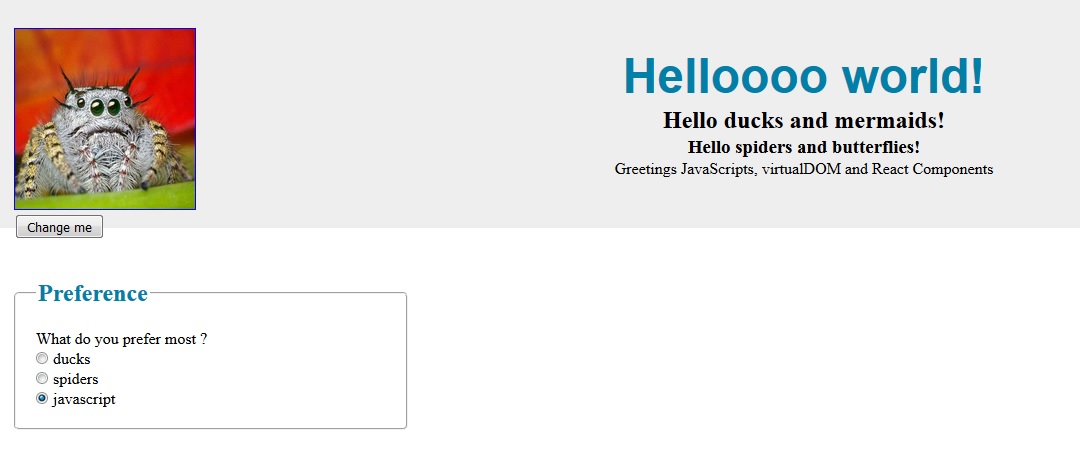 Helloooo world!
Hello ducks and mermaids!
Hello spiders and butterflies!
Greetings JavaScripts, virtualDOM and React Components
Change me
Preference
What do you prefer most ?
ducks
spiders
javascript